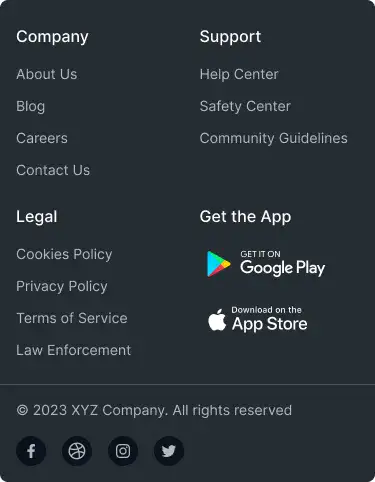 Company
About Us
Blog
Careers
Contact Us
Support
Help Center
Safety Center
Community Guidelines
Legal
Cookies Policy
Privacy Policy
Terms of Service
Law Enforcement
Get the App
GET IT ON
Google Play
Download on the
App Store
© 2023 XYZ Company. All rights reserved